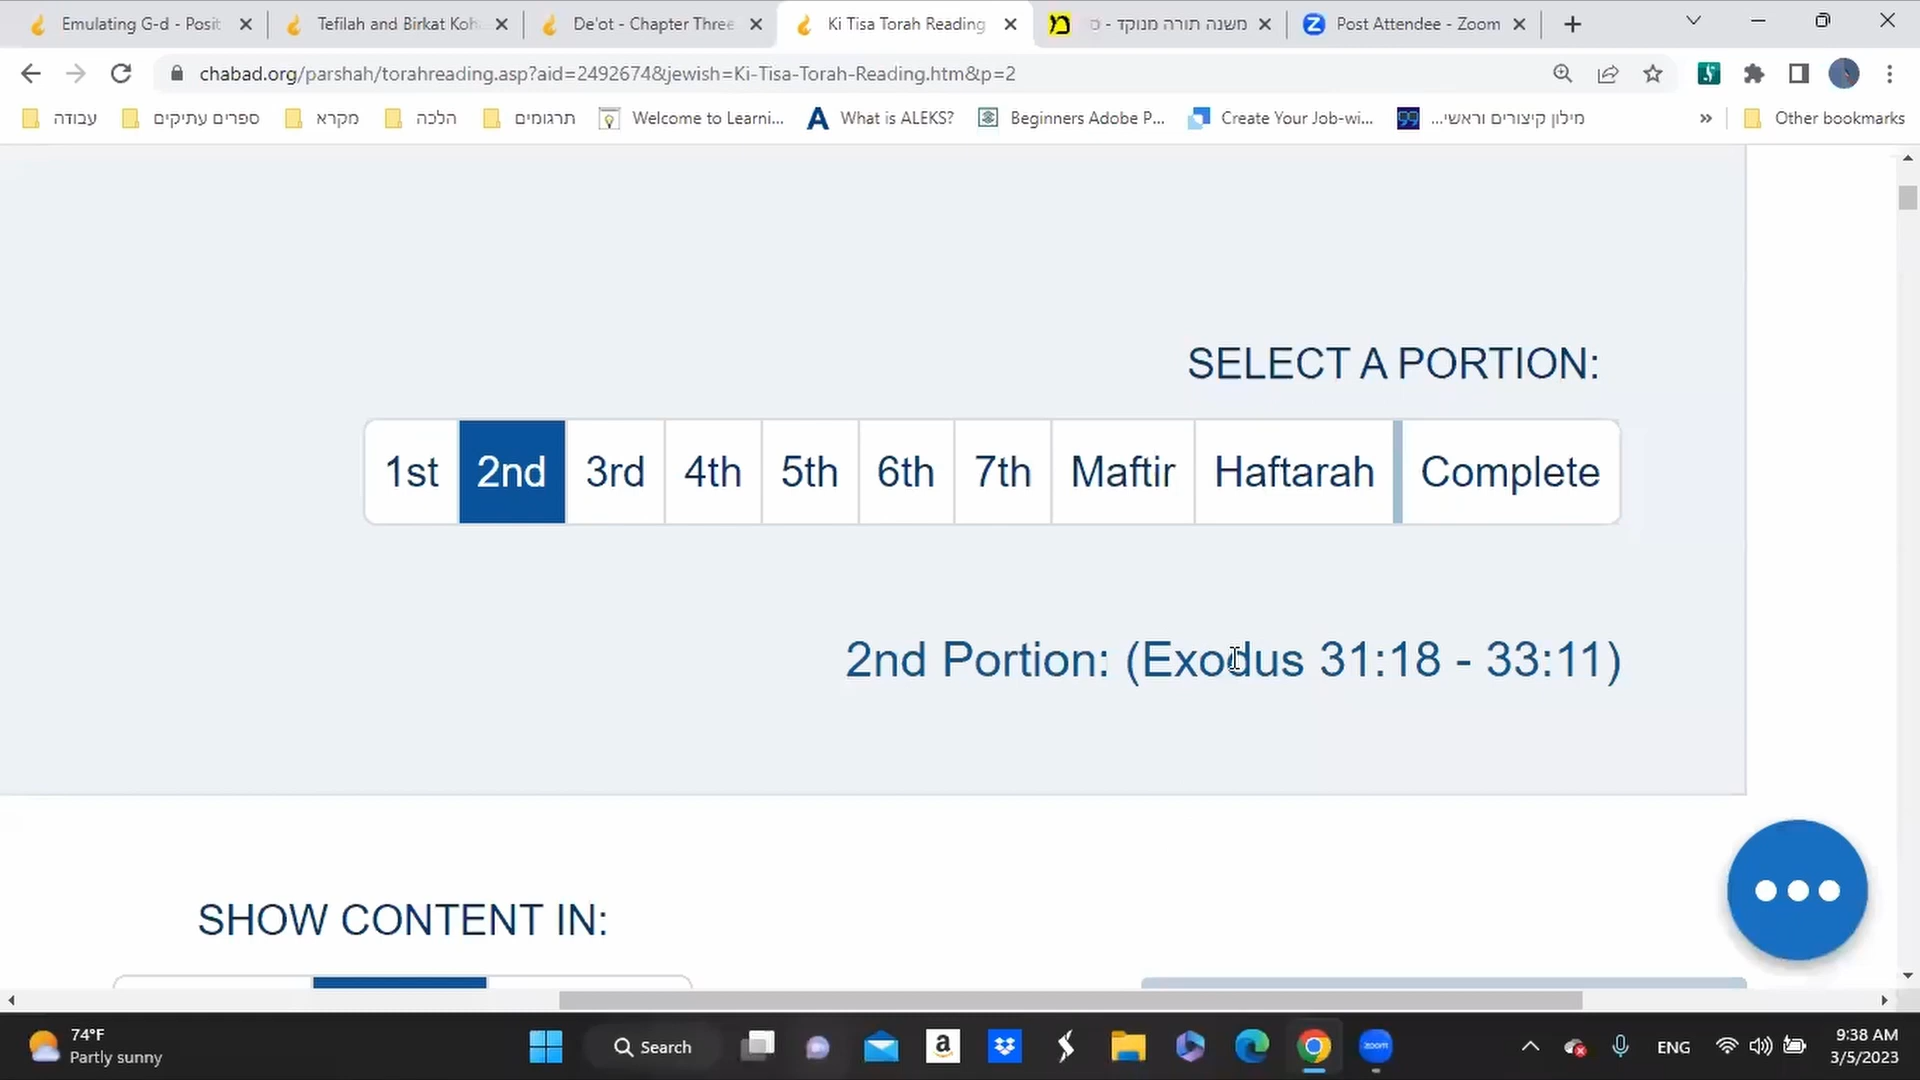 Emulating G-d - Posit
Tefilah and Birkat Koh
De'ot - Chapter Three
Ki Tisa Torah Reading
משנה תורה מנוקד - ס
Post Attendee - Zoom
chabad.org/parshah/torahreading.asp?aid=2492674&jewish=Ki-Tisa-Torah-Reading.htm&p=2
עבודה
ספרים עתיקים
מקרא
הלכה
תרגומים
Welcome to Learni...
What is ALEKS?
Beginners Adobe P...
Create Your Job-wi...
מילון קיצורים וראשי...
»
Other bookmarks
SELECT A PORTION:
1st 2nd 3rd 4th 5th 6th 7th Maftir Haftarah Complete
2nd Portion: (Exodus 31:18 - 33:11)
SHOW CONTENT IN:
74°F
Partly sunny
Search
zoom
ENG
9:38 AM
3/5/2023